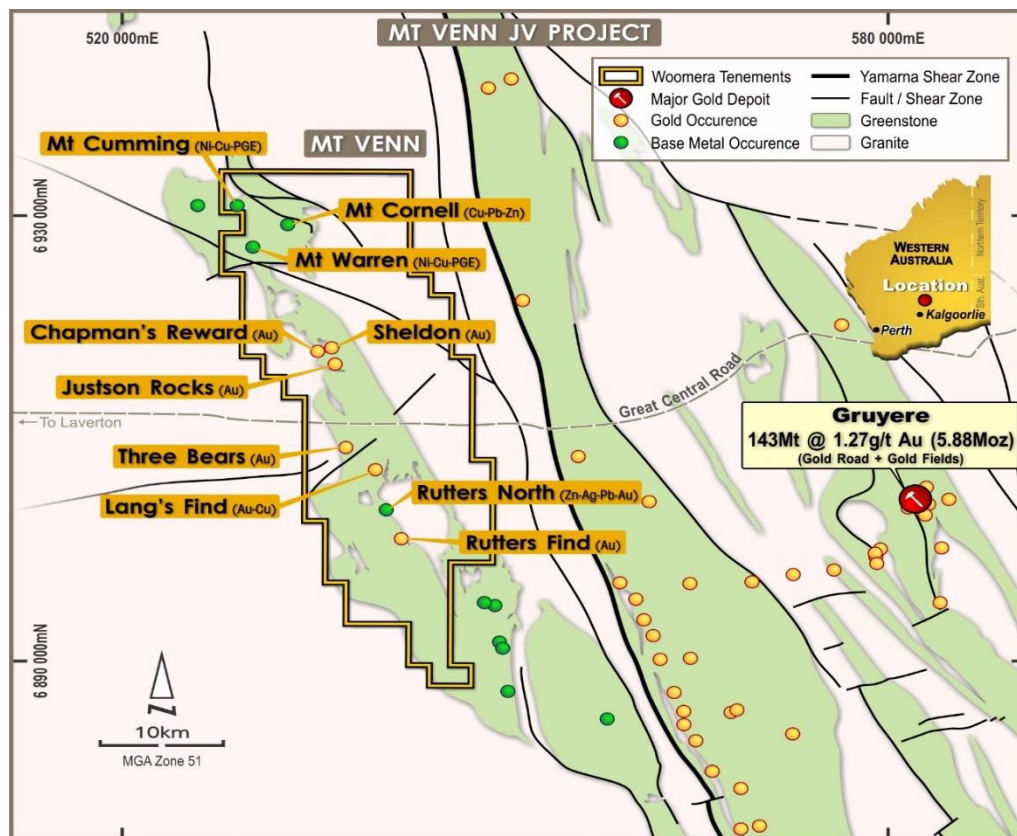 MT VENN JV PROJECT
520 000mE
580 000mE
Woomera Tenements
Major Gold Depoit
Gold Occurence
Base Metal Occurence
Yamarna Shear Zone
Fault / Shear Zone
Greenstone
Granite
Mt Cumming (Ni-Cu-PGE)
MT VENN
Mt Cornell (Cu-Pb-Zn)
Mt Warren (Ni-Cu-PGE)
6 930 000mN
WESTERN
AUSTRALIA
Location
Kalgoorlie
Perth
Northern Territory
Sth. Aust.
Chapman's Reward (Au)
Sheldon (Au)
Justson Rocks (Au)
Great Central Road
To Laverton
Gruyere
143Mt @ 1.27g/t Au (5.88Moz)
(Gold Road + Gold Fields)
Three Bears (Au)
Lang's Find (Au-Cu)
Rutters North (Zn-Ag-Pb-Au)
Rutters Find (Au)
6 890 000mN
N
10km
MGA Zone 51